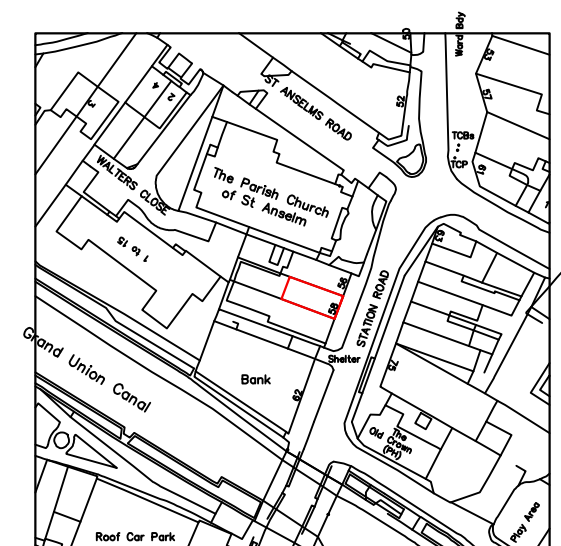 50
Ward Bdy
53
ST ANSELMS ROAD
52
57
2 4
3
TCBs
TCP
61
WALTERS CLOSE
The Parish Church
of St Anselm
1 to 15
63
56
58
STATION ROAD
Shelter
75
Grand Union Canal
Bank
62
The
Old Crown
(PH)
Play Area
Roof Car Park